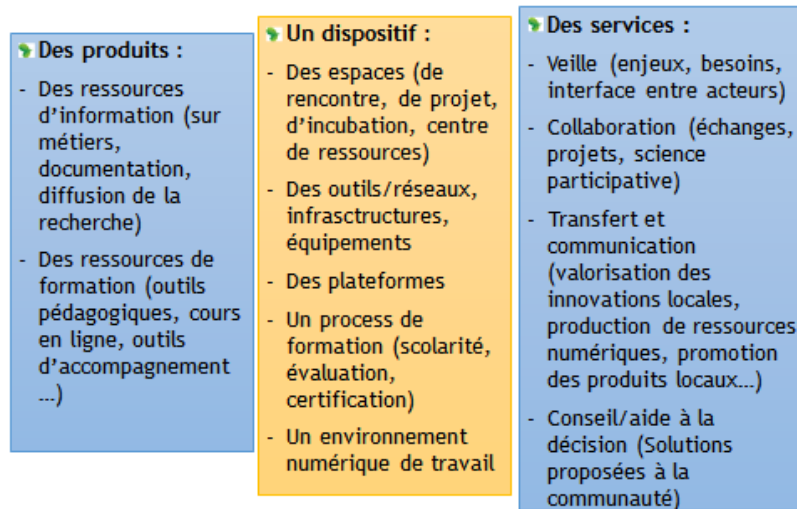 Des produits :
- Des ressources
d'information (sur
métiers,
documentation,
diffusion de la
recherche)
- Des ressources de
formation (outils
pédagogiques, cours
en ligne, outils
d'accompagnement
...)
Un dispositif :
- Des espaces (de
rencontre, de projet,
d'incubation, centre
de ressources)
- Des outils/réseaux,
infrasctructures,
équipements
- Des plateformes
- Un process de
formation (scolarité,
évaluation,
certification)
- Un environnement
numérique de travail
Des services :
- Veille (enjeux, besoins,
interface entre acteurs)
- Collaboration (échanges,
projets, science
participative)
- Transfert et
communication
(valorisation des
innovations locales,
production de ressources
numériques, promotion
des produits locaux...)
- Conseil/aide à la
décision (Solutions
proposées à la
communauté)